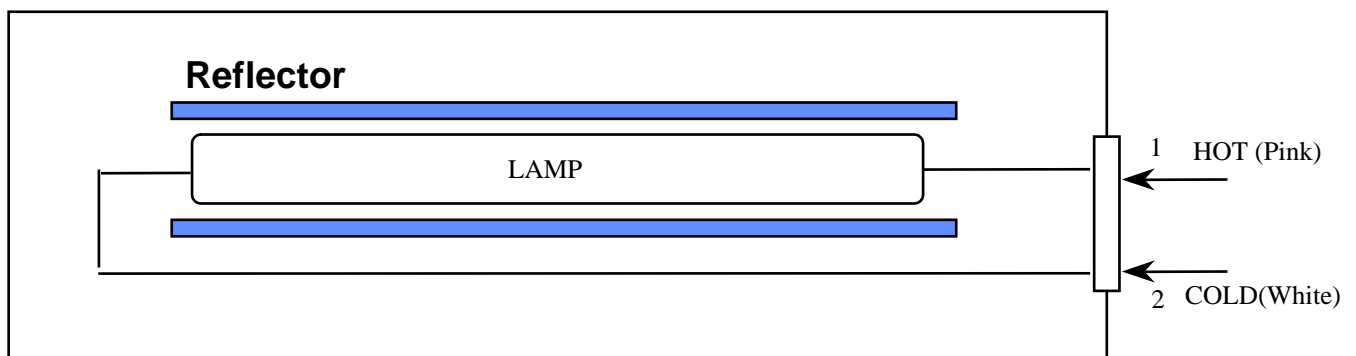 Reflector
LAMP
1
HOT (Pink)
2
COLD(White)